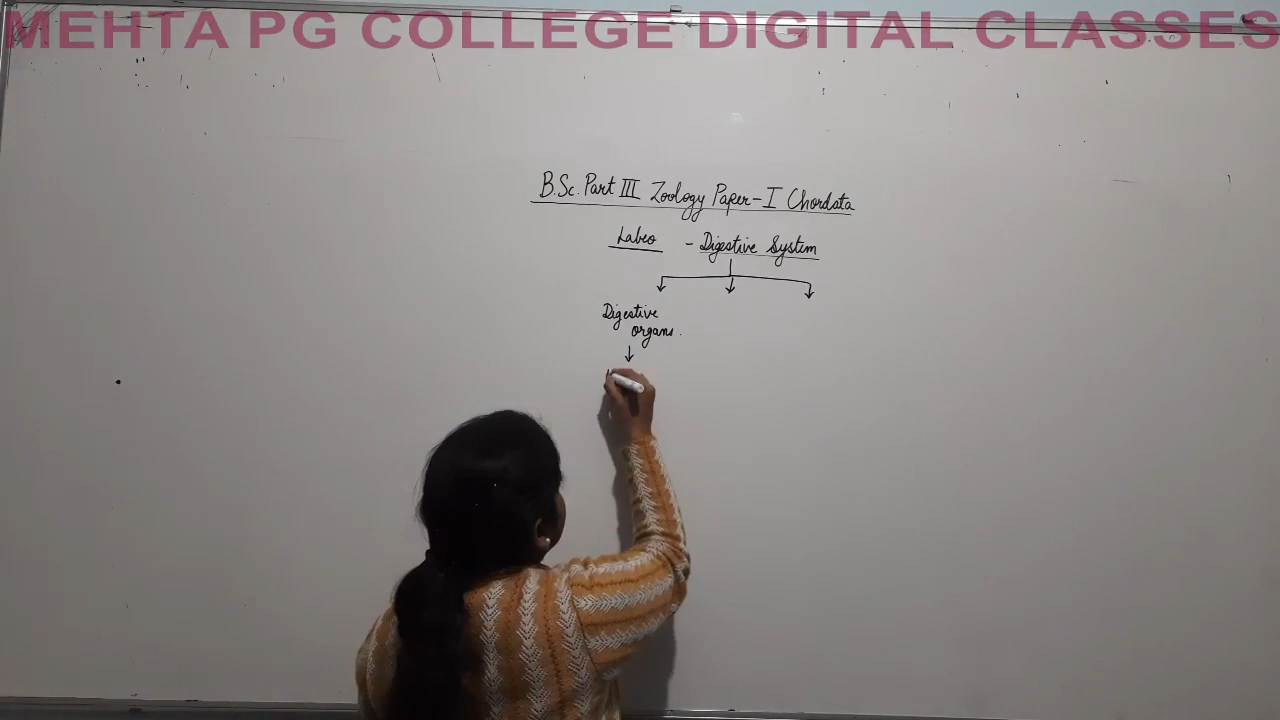 MEHTA PG COLLEGE DIGITAL CLASSES
B.Sc. Part III Zoology Paper-I Chordata
Labeo - Digestive System
Digestive
organs.